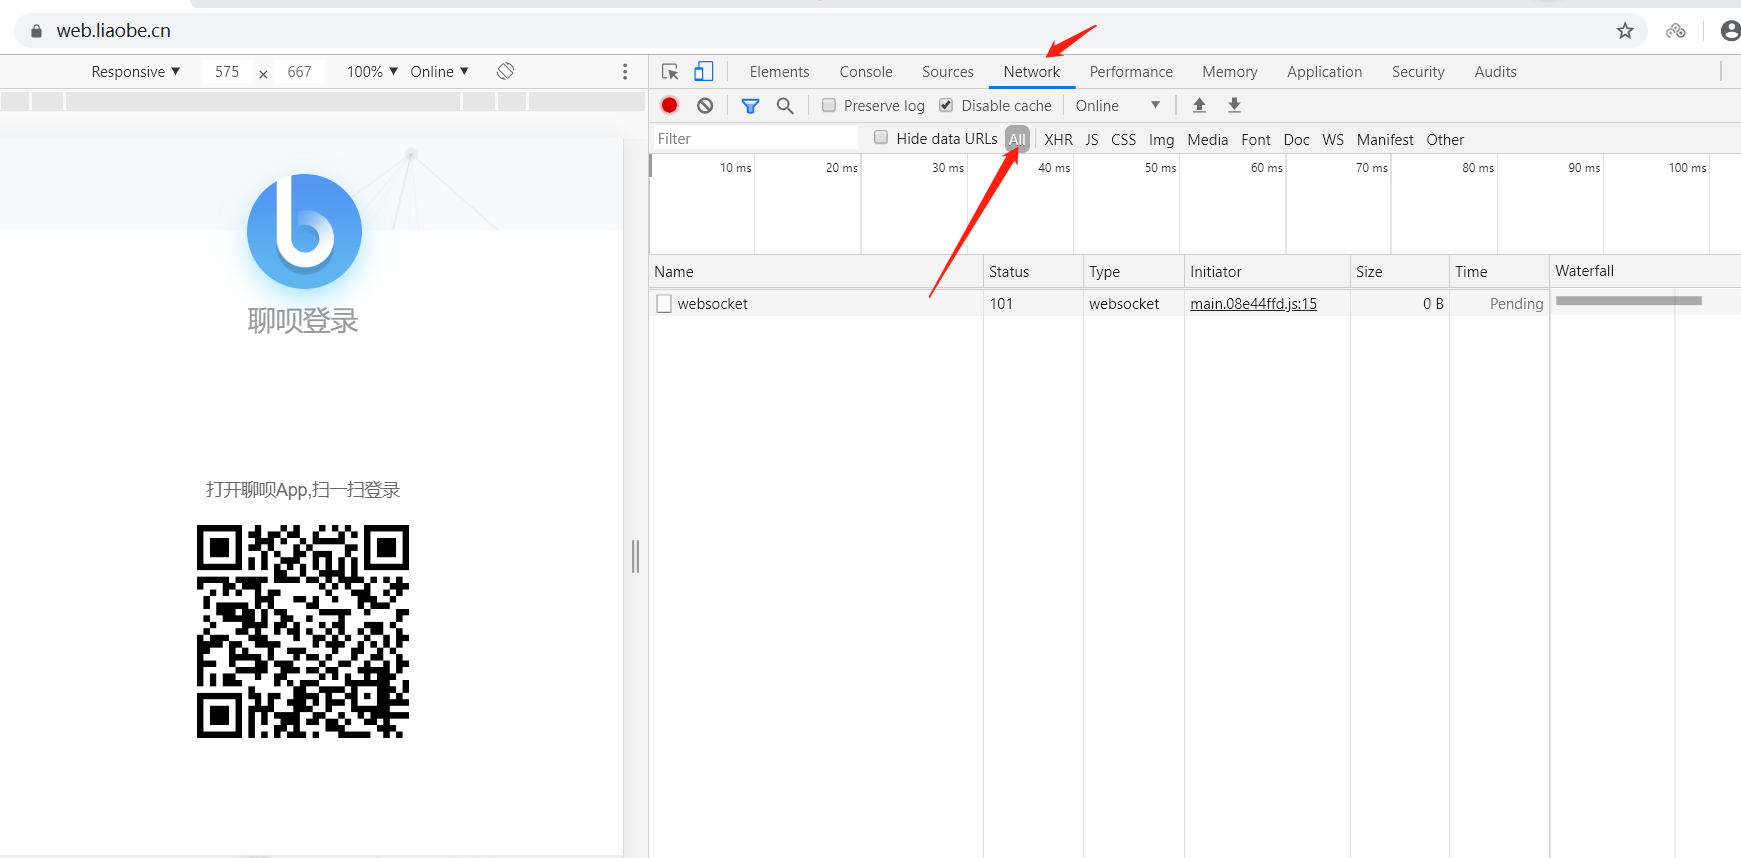 web.liaobe.cn
Responsive ▼ 575 × 667 100% ▼ Online ▼
Elements Console Sources Network Performance Memory Application Security Audits
Preserve log Disable cache Online ▼
Filter Hide data URLs All XHR JS CSS Img Media Font Doc WS Manifest Other
10 ms 20 ms 30 ms 40 ms 50 ms 60 ms 70 ms 80 ms 90 ms 100 ms
Name Status Type Initiator Size Time Waterfall
websocket 101 websocket main.08e44ffd.js:15 0 B Pending
聊呗登录
打开聊呗App,扫一扫登录